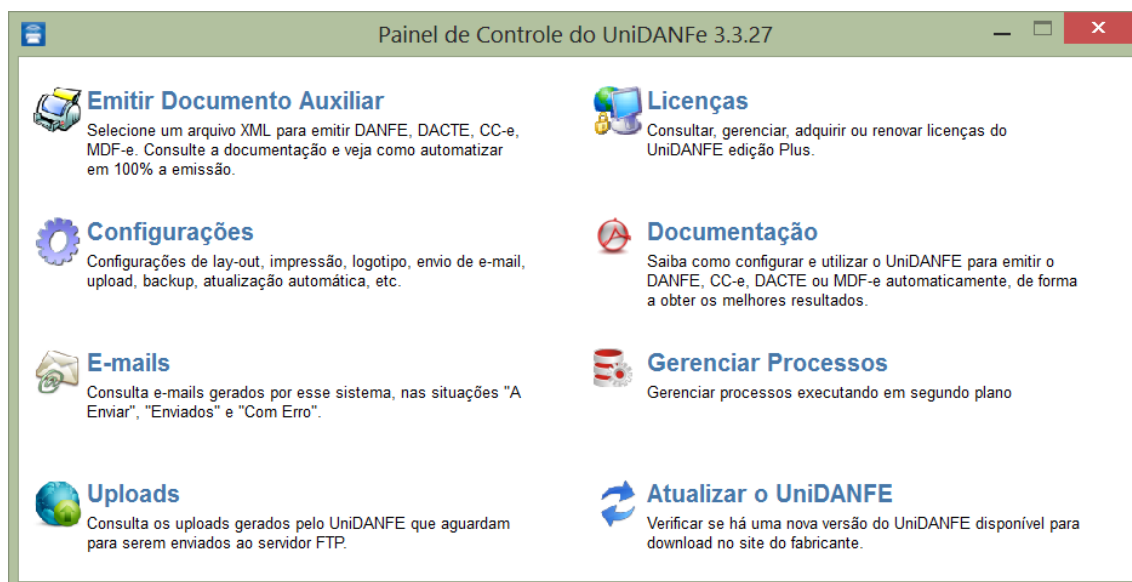 Painel de Controle do UniDANFe 3.3.27
Emitir Documento Auxiliar
Selecione um arquivo XML para emitir DANFE, DACTE, CC-e,
MDF-e. Consulte a documentação e veja como automatizar
em 100% a emissão.
Licenças
Consultar, gerenciar, adquirir ou renovar licenças do
UniDANFE edição Plus.
Configurações
Configurações de lay-out, impressão, logotipo, envio de e-mail,
upload, backup, atualização automática, etc.
Documentação
Saiba como configurar e utilizar o UniDANFE para emitir o
DANFE, CC-e, DACTE ou MDF-e automaticamente, de forma
a obter os melhores resultados.
E-mails
Consulta e-mails gerados por esse sistema, nas situações "A
Enviar", "Enviados" e "Com Erro".
Gerenciar Processos
Gerenciar processos executando em segundo plano
Uploads
Consulta os uploads gerados pelo UniDANFE que aguardam
para serem enviados ao servidor FTP.
Atualizar o UniDANFE
Verificar se há uma nova versão do UniDANFE disponível para
download no site do fabricante.